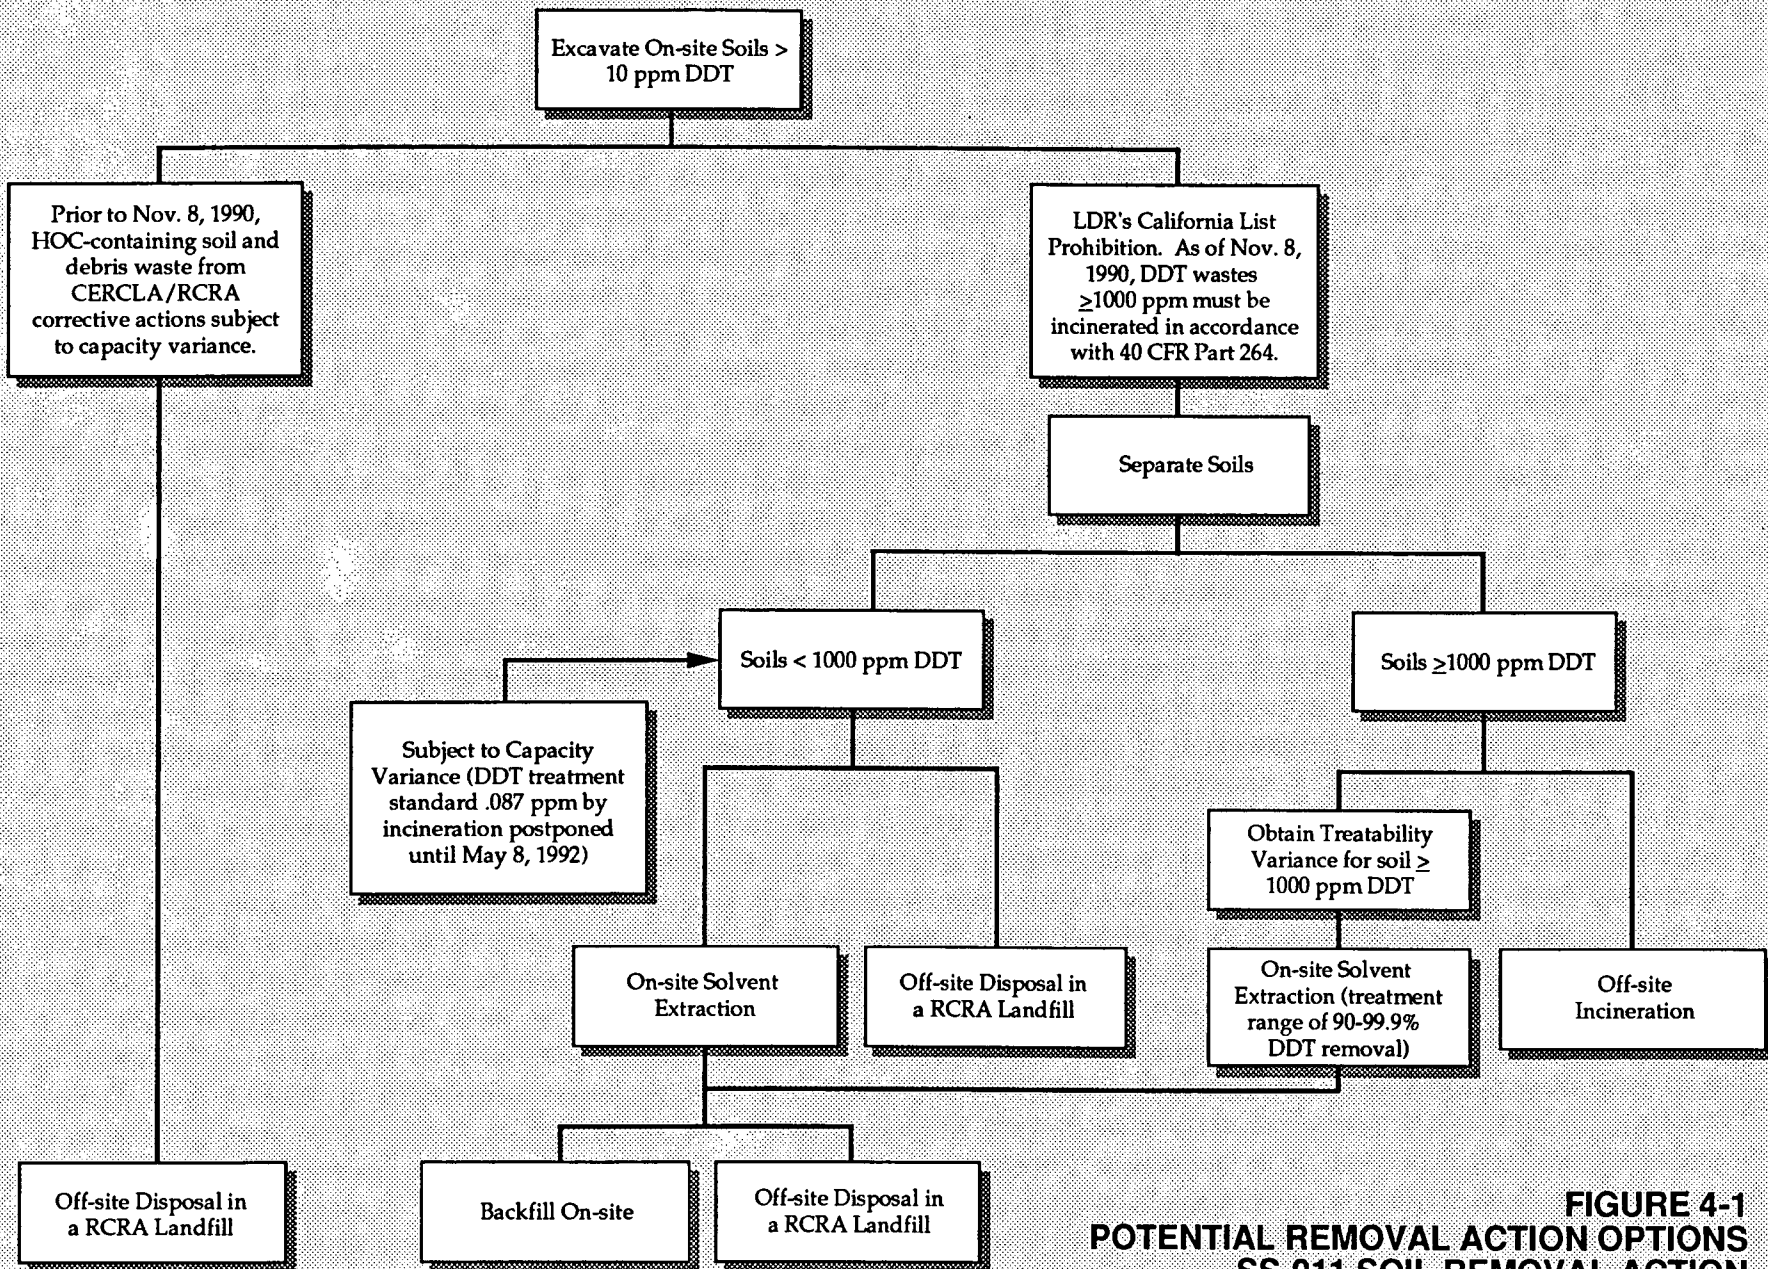 Excavate On-site Soils >
10 ppm DDT
Prior to Nov. 8, 1990,
HOC-containing soil and
debris waste from
CERCLA/RCRA
corrective actions subject
to capacity variance.
LDR's California List
Prohibition. As of Nov. 8,
1990, DDT wastes
≥1000 ppm must be
incinerated in accordance
with 40 CFR Part 264.
Separate Soils
Soils < 1000 ppm DDT
Soils ≥1000 ppm DDT
Subject to Capacity
Variance (DDT treatment
standard .087 ppm by
incineration postponed
until May 8, 1992)
Obtain Treatability
Variance for soil ≥
1000 ppm DDT
On-site Solvent
Extraction
Off-site Disposal in
a RCRA Landfill
On-site Solvent
Extraction (treatment
range of 90-99.9%
DDT removal)
Off-site
Incineration
Off-site Disposal in
a RCRA Landfill
Backfill On-site
Off-site Disposal in
a RCRA Landfill
FIGURE 4-1
POTENTIAL REMOVAL ACTION OPTIONS
SS-011 SOIL REMOVAL ACTION